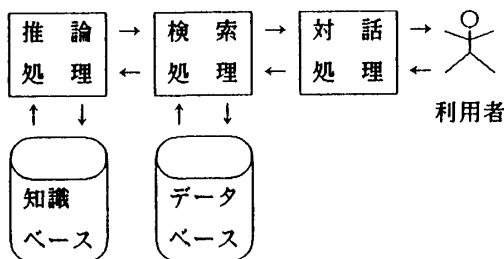 推論 → 検索 → 対話 →
処理 ← 処理 ← 処理 ←
利用者
↑ ↓ ↑ ↓
知識 データ
ベース ベース